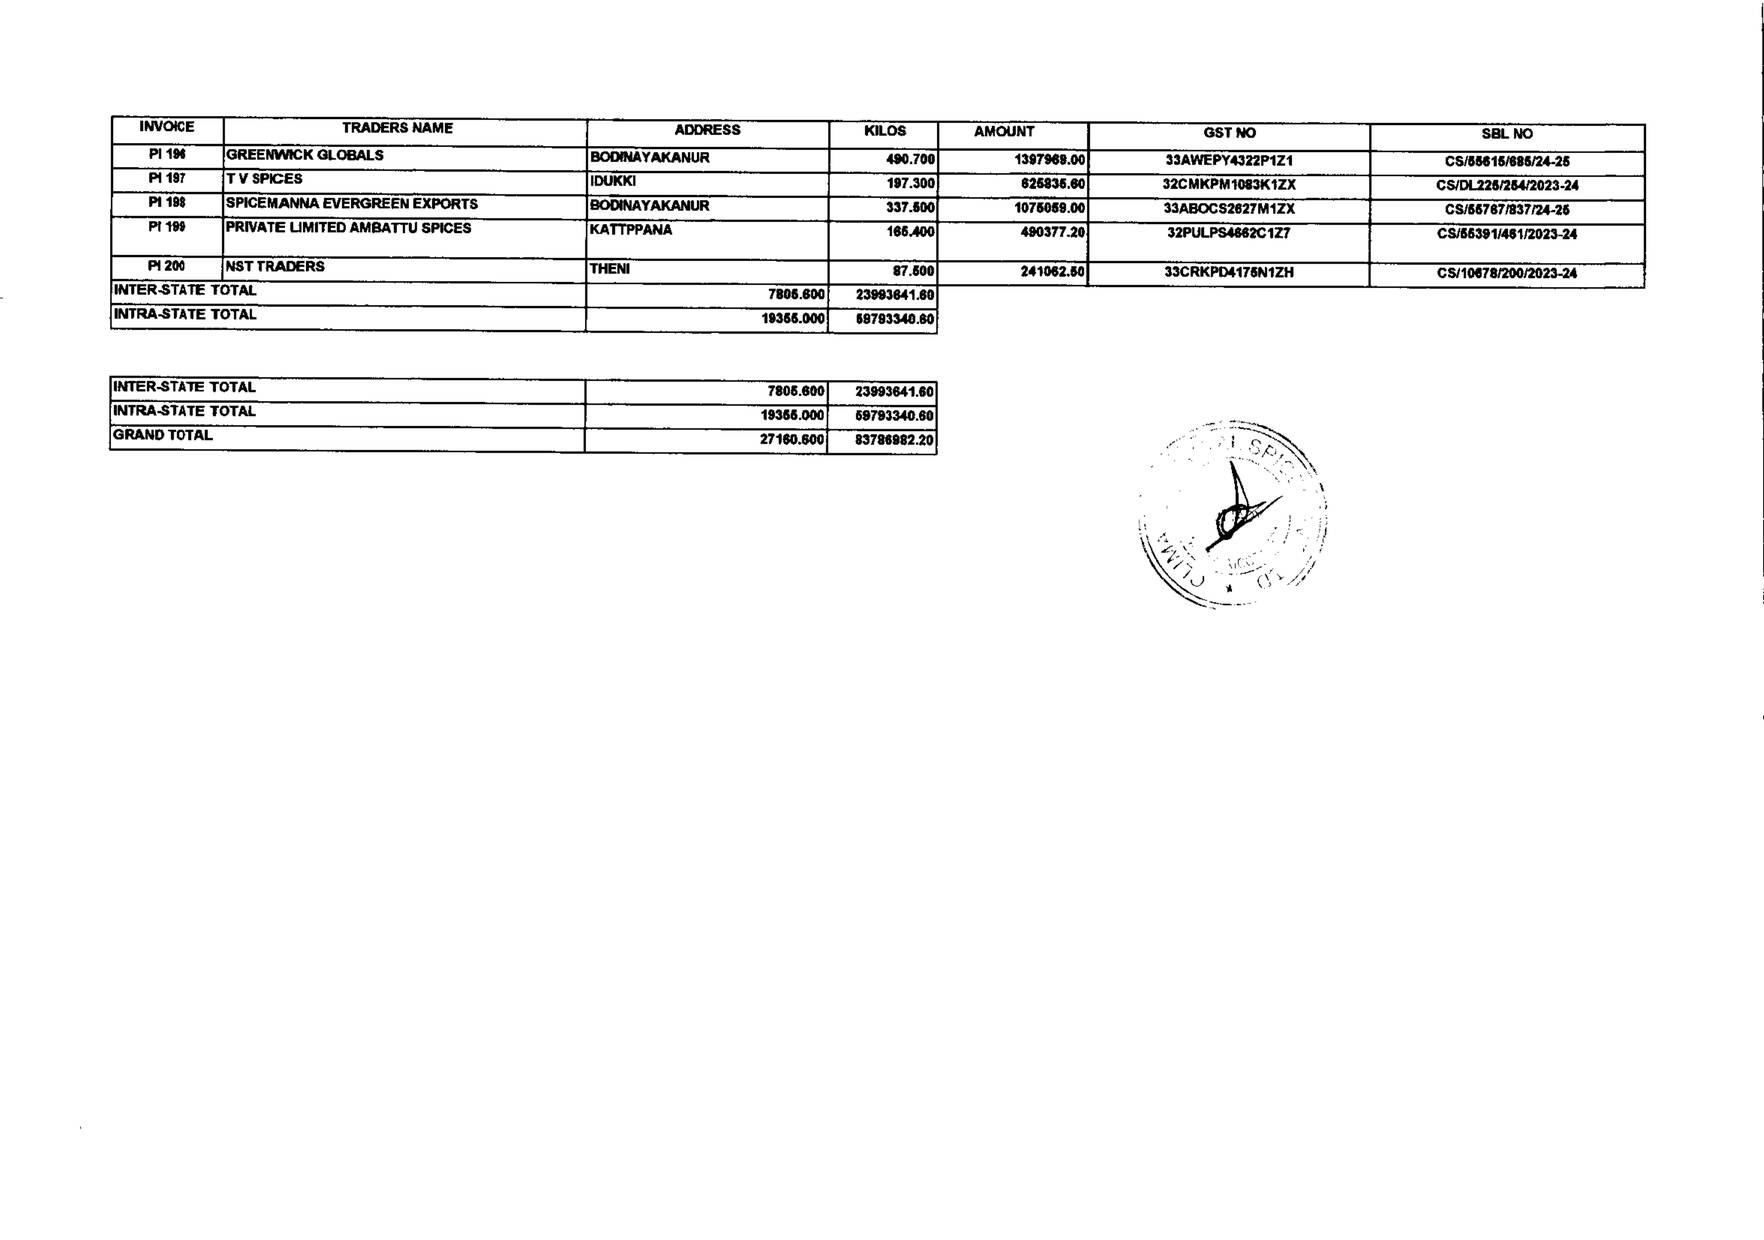 INVOICE TRADERS NAME ADDRESS KILOS AMOUNT GST NO SBL NO
PI 196 GREENWICK GLOBALS BODINAYAKANUR 490.700 1397968.00 33AWEPY4322P1Z1 CS/55615/685/24-25
PI 197 T V SPICES IDUKKI 197.300 625835.60 32CMKPM1083K1ZX CS/DL225/254/2023-24
PI 198 SPICEMANNA EVERGREEN EXPORTS BODINAYAKANUR 337.500 1075059.00 33ABOCS2627M1ZX CS/55767/837/24-25
PI 199 PRIVATE LIMITED AMBATTU SPICES KATTPPANA 165.400 490377.20 32PULPS4662C1Z7 CS/55391/461/2023-24
PI 200 NST TRADERS THENI 87.500 241062.50 33CRKPD4175N1ZH CS/10678/200/2023-24
INTER-STATE TOTAL 7805.600 23993641.60
INTRA-STATE TOTAL 19355.000 59793340.60
INTER-STATE TOTAL 7805.600 23993641.60
INTRA-STATE TOTAL 19355.000 59793340.60
GRAND TOTAL 27160.600 83786982.20